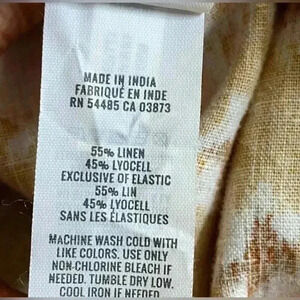 MADE IN INDIA
FABRIQUÉ EN INDE
RN 54485 CA 03873
55% LINEN
45% LYOCELL
EXCLUSIVE OF ELASTIC
55% LIN
45% LYOCELL
SANS LES ÉLASTIQUES
MACHINE WASH COLD WITH
LIKE COLORS. USE ONLY
NON-CHLORINE BLEACH IF
NEEDED. TUMBLE DRY LOW.
COOL IRON IF NEEDED